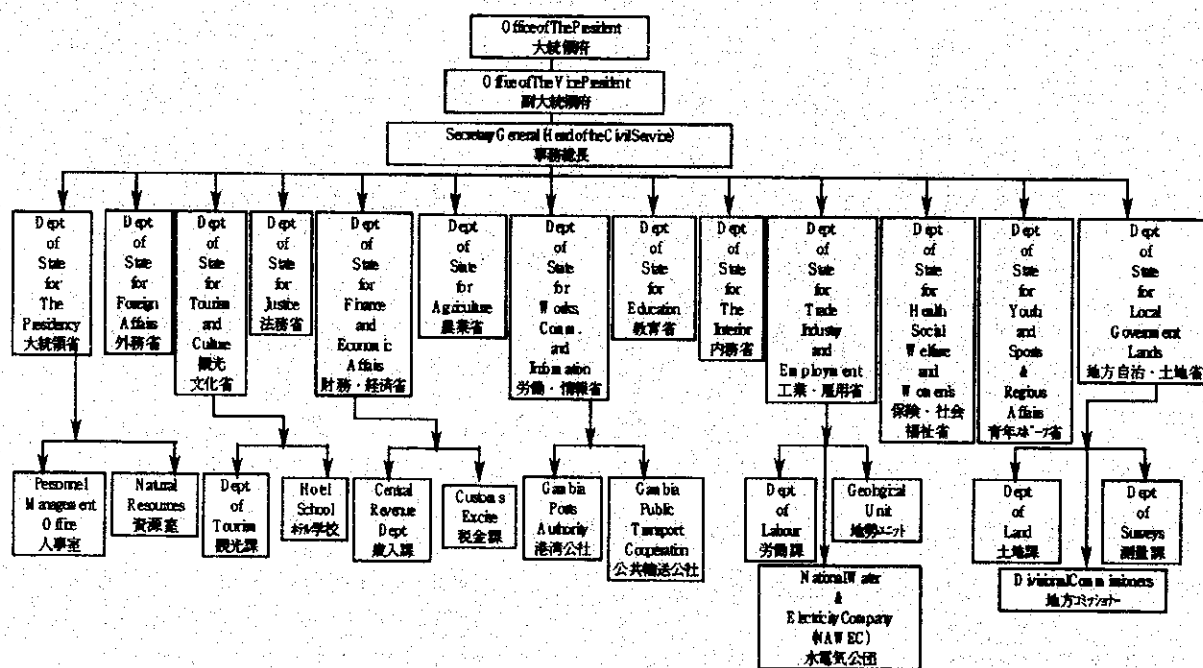 Office of The President
大統領府
Office of The Vice President
副大統領府
Secretary General (Head of the Civil Service)
事務総長
Dept
of
State
for
The
Presidency
大統領省
Dept
of
State
for
Foreign
Affairs
外務省
Dept
of
State
for
Tourism
and
Culture
観光
文化省
Dept
of
State
for
Justice
法務省
Dept
of
State
for
Finance
and
Economic
Affairs
財務・経済省
Dept
of
State
for
Agriculture
農業省
Dept
of
State
for
Works,
Comm.
and
Information
労働・情報省
Dept
of
State
for
Education
教育省
Dept
of
State
for
The
Interior
内務省
Dept
of
State
for
Trade
Industry
and
Employment
工業・雇用省
Dept
of
State
for
Health
Social
Welfare
and
Women's
保険・社会
福祉省
Dept
of
State
for
Youth
and
Sports
&
Regious
Affairs
青年スポーツ省
Dept
of
State
for
Local
Government
Lands
地方自治・土地省
Personnel
Management
Office
人事室
Natural
Resources
資源室
Dept
of
Tourism
観光課
Hotel
School
ホテル学校
Central
Revenue
Dept
歳入課
Customs
Excise
税金課
Gambia
Ports
Authority
港湾公社
Gambia
Public
Transport
Coopération
公共輸送公社
Dept
of
Labour
労働課
Geological
Unit
地勢ユニット
National Water
&
Electricity Company
(NAWEC)
水電気公団
Dept
of
Land
土地課
Dept
of
Surveys
測量課
Divisional Commissioners
地方コミッショナー